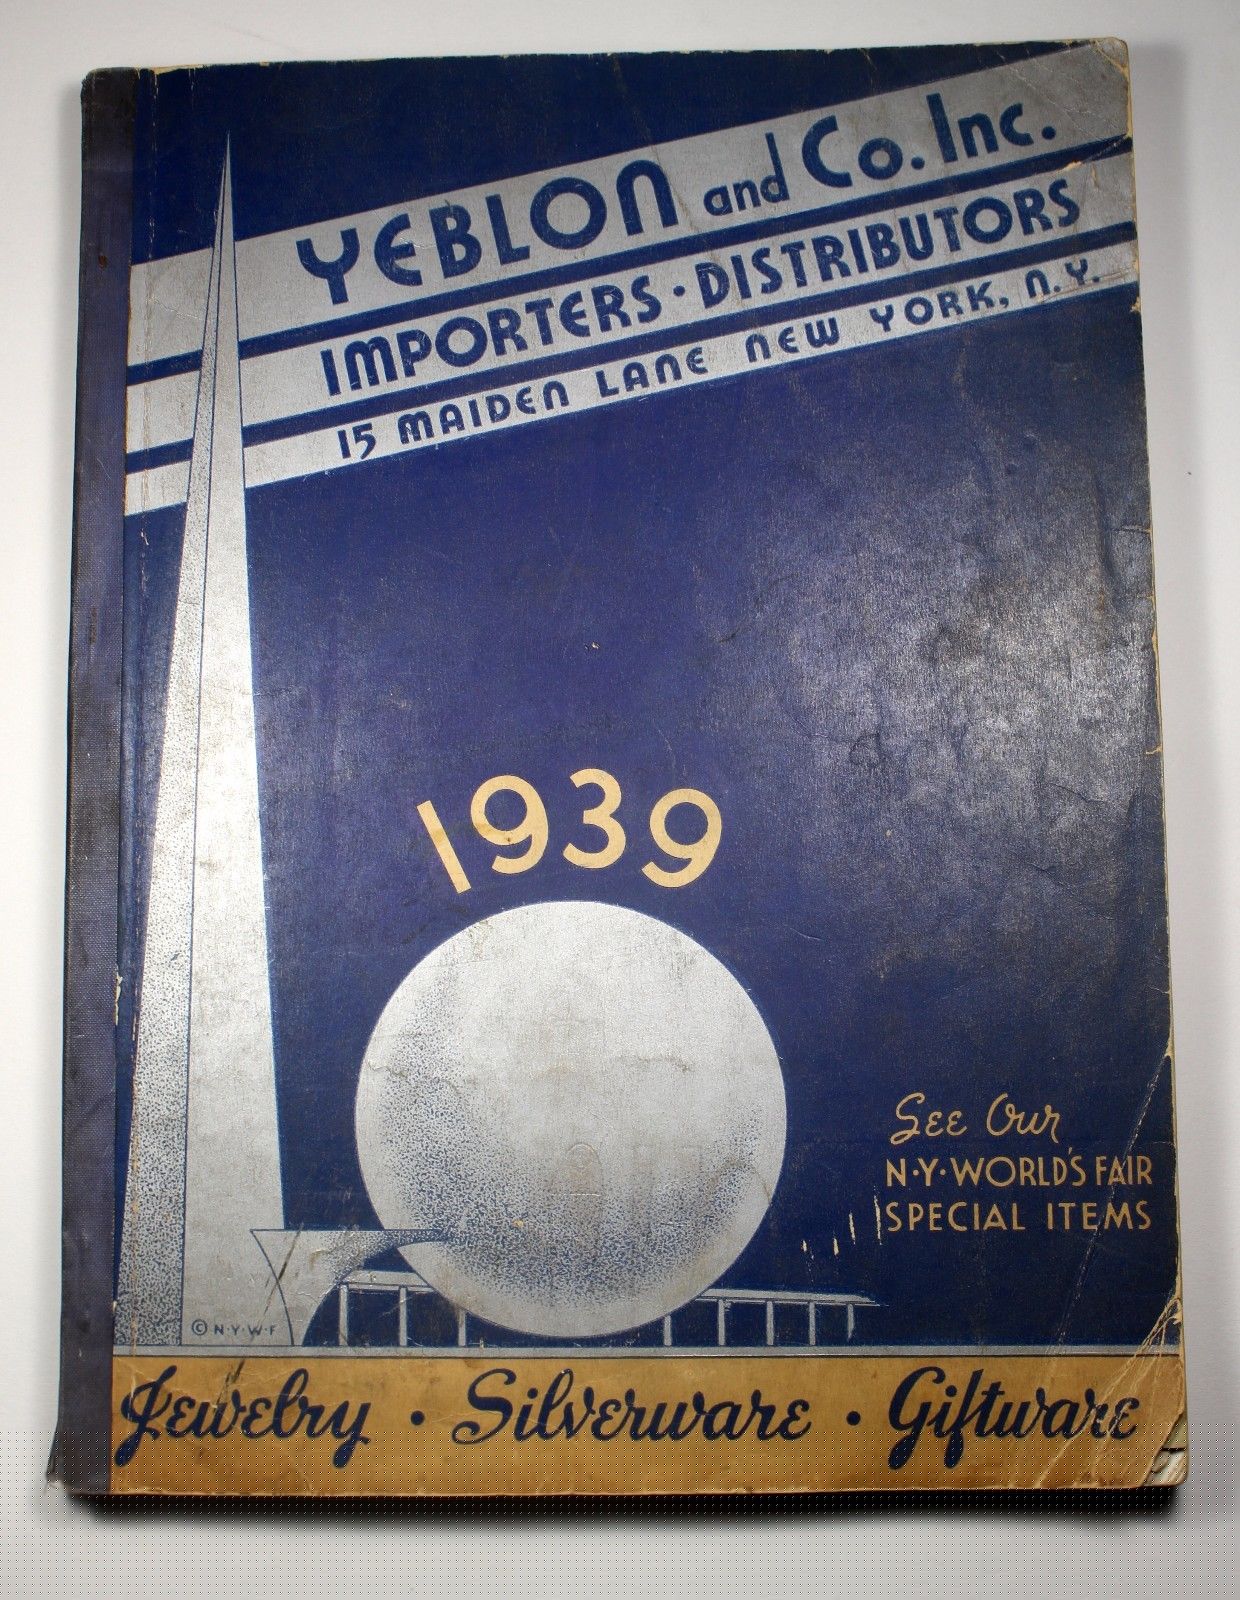 YEBLON and Co. Inc.
IMPORTERS · DISTRIBUTORS
15 MAIDEN LANE NEW YORK, N.Y.
1939
See Our
N·Y·WORLD'S FAIR
SPECIAL ITEMS
© N·Y·W·F
Jewelry · Silverware · Giftware